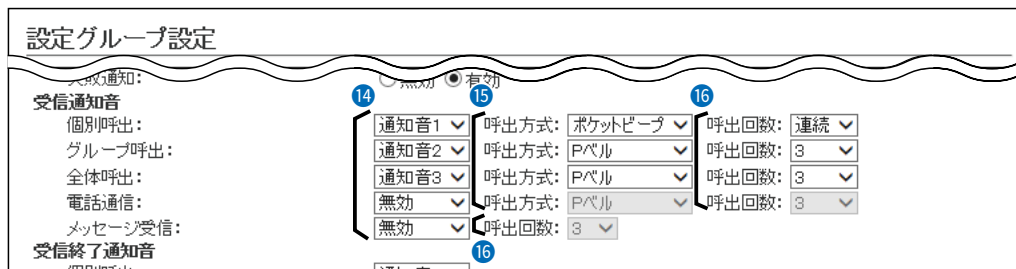 設定グループ設定
失敗通知: 無効 有効
受信通知音 14 15 16
個別呼出: 通知音1 呼出方式: ポケットビープ 呼出回数: 連続
グループ呼出: 通知音2 呼出方式: Pベル 呼出回数: 3
全体呼出: 通知音3 呼出方式: Pベル 呼出回数: 3
電話通信: 無効 呼出方式: Pベル 呼出回数: 3
メッセージ受信: 無効 呼出回数: 3
受信終了通知音 16